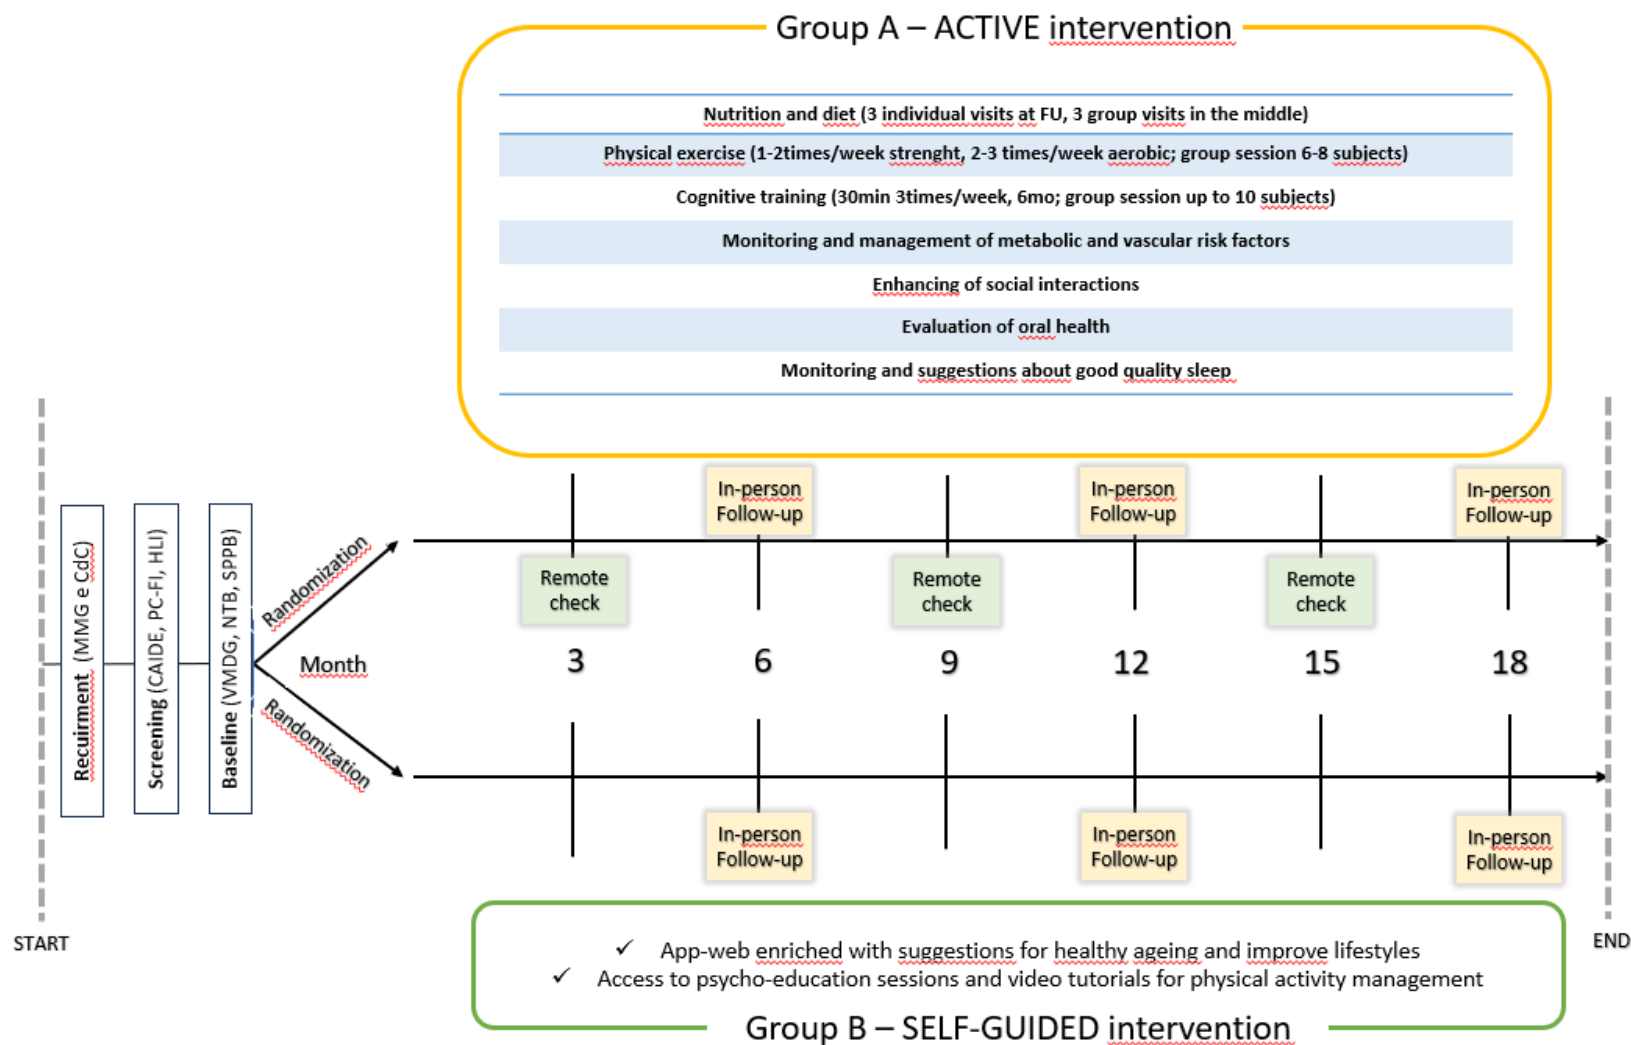 Group A – ACTIVE intervention
Nutrition and diet (3 individual visits at FU, 3 group visits in the middle)
Physical exercise (1-2times/week strenght, 2-3 times/week aerobic; group session 6-8 subjects)
Cognitive training (30min 3times/week, 6mo; group session up to 10 subjects)
Monitoring and management of metabolic and vascular risk factors
Enhancing of social interactions
Evaluation of oral health
Monitoring and suggestions about good quality sleep
In-person
Follow-up
In-person
Follow-up
In-person
Follow-up
Remote
check
Remote
check
Remote
check
Recuirment (MMG e CdC)
Screening (CAIDE, PC-FI, HLI)
Baseline (VMDG, NTB, SPPB)
Randomization
Month
3
6
9
12
15
18
Randomization
In-person
Follow-up
In-person
Follow-up
In-person
Follow-up
START
END
✓ App-web enriched with suggestions for healthy ageing and improve lifestyles
✓ Access to psycho-education sessions and video tutorials for physical activity management
Group B – SELF-GUIDED intervention